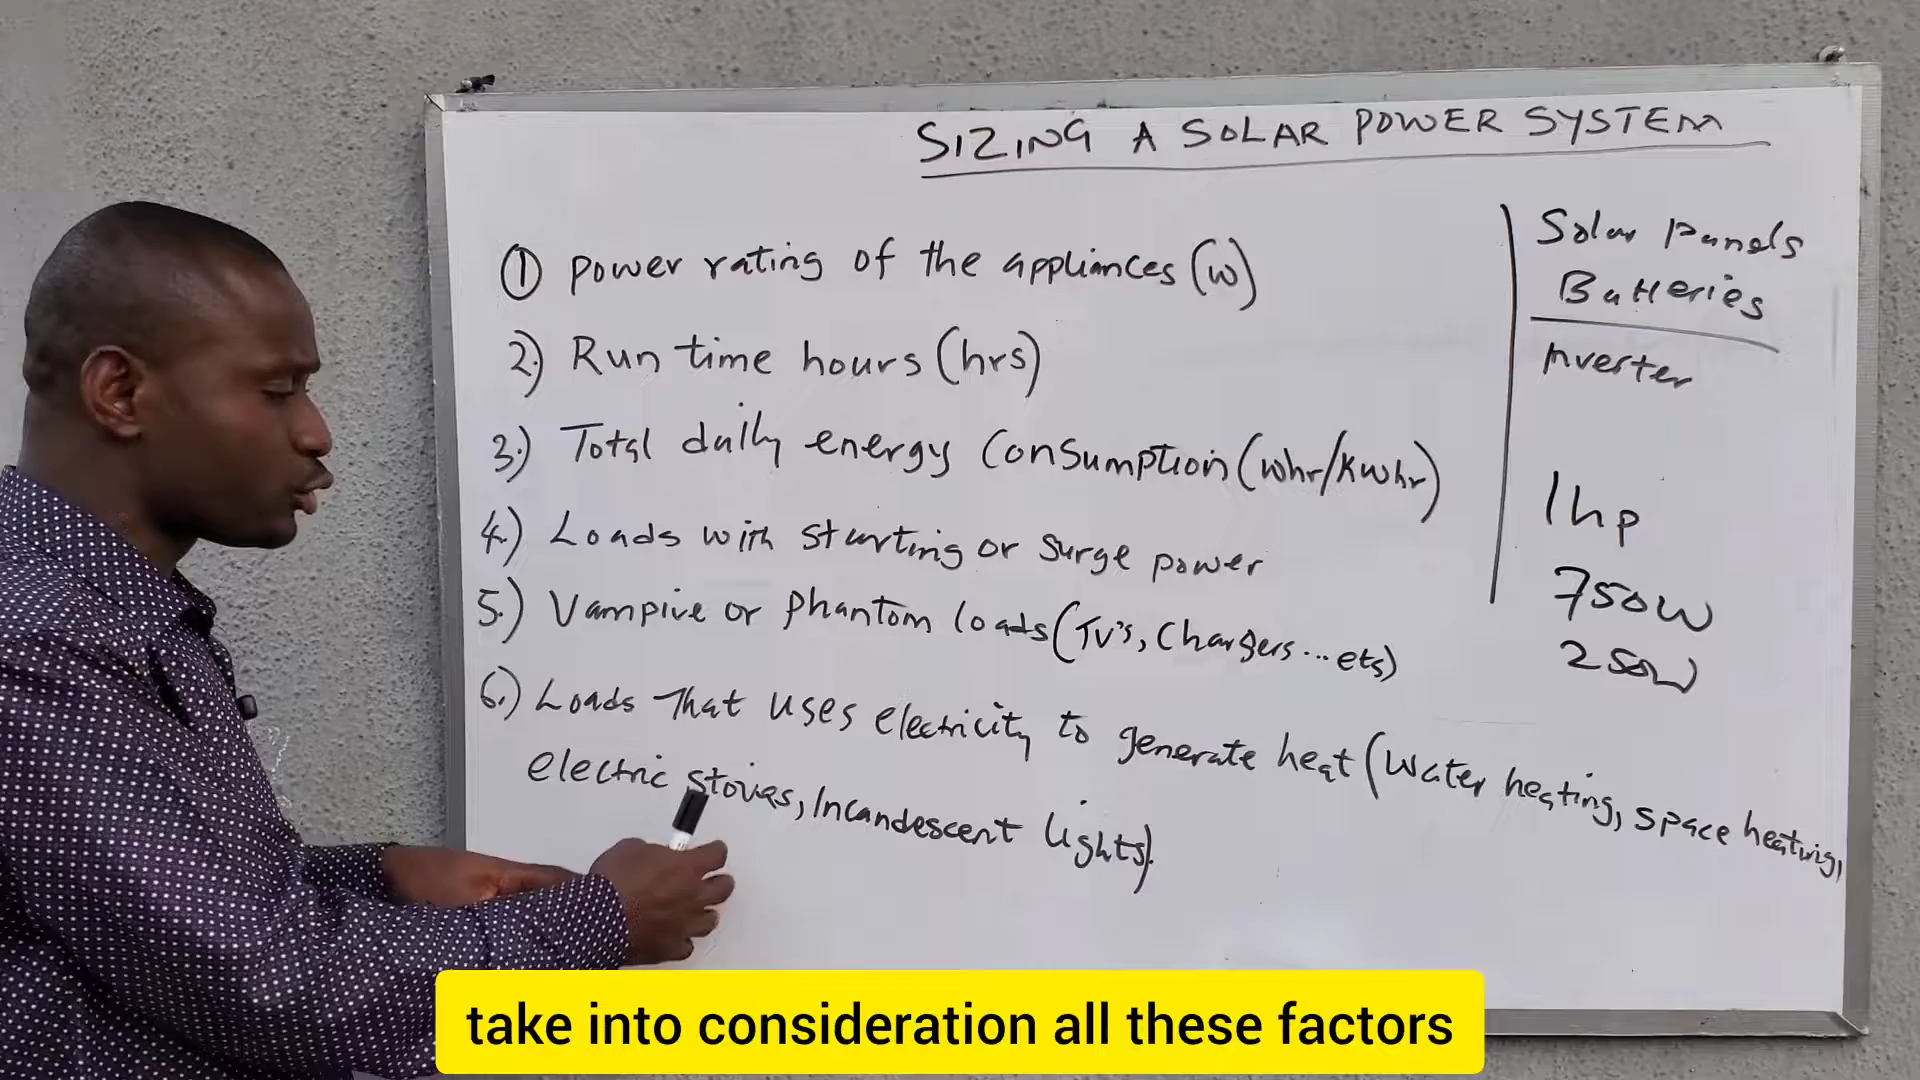 SIZING A SOLAR POWER SYSTEM
① Power rating of the appliances (W)
2.) Run time hours (hrs)
3.) Total daily energy Consumption (whr/kwhr)
4.) Loads with starting or surge power
5.) Vampire or phantom loads (TV's, Chargers...ets)
6.) Loads That uses electricity to generate heat (Water heating, space heating,
electric stoves, Incandescent lights).
Solar Panels
Batteries
Inverter
1hp
750W
250W
take into consideration all these factors